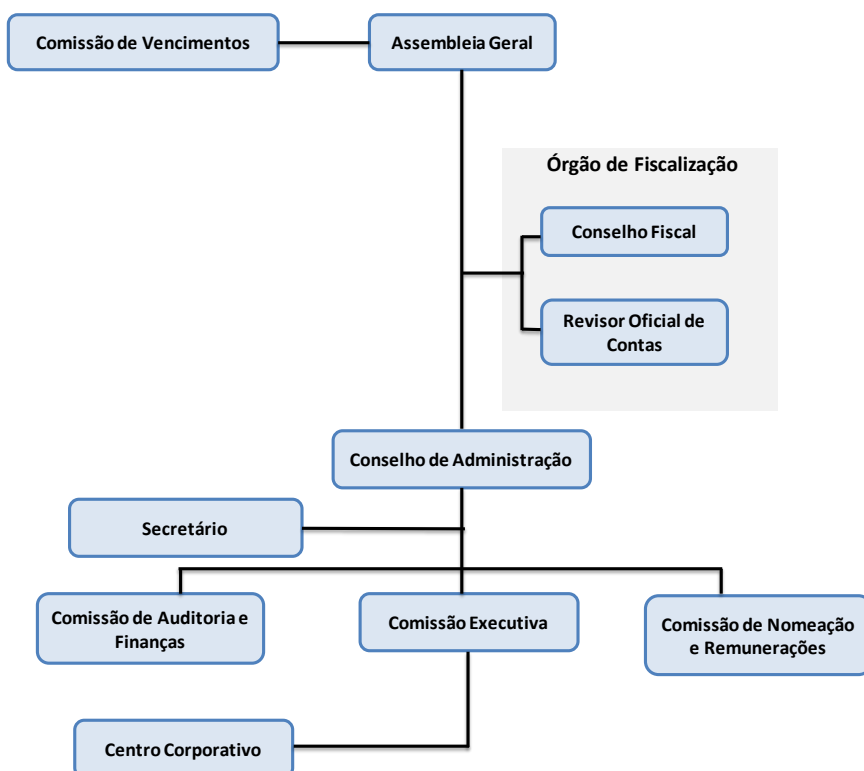 Comissão de Vencimentos
Assembleia Geral
Órgão de Fiscalização
Conselho Fiscal
Revisor Oficial de
Contas
Conselho de Administração
Secretário
Comissão de Auditoria e
Finanças
Comissão Executiva
Comissão de Nomeação
e Remunerações
Centro Corporativo